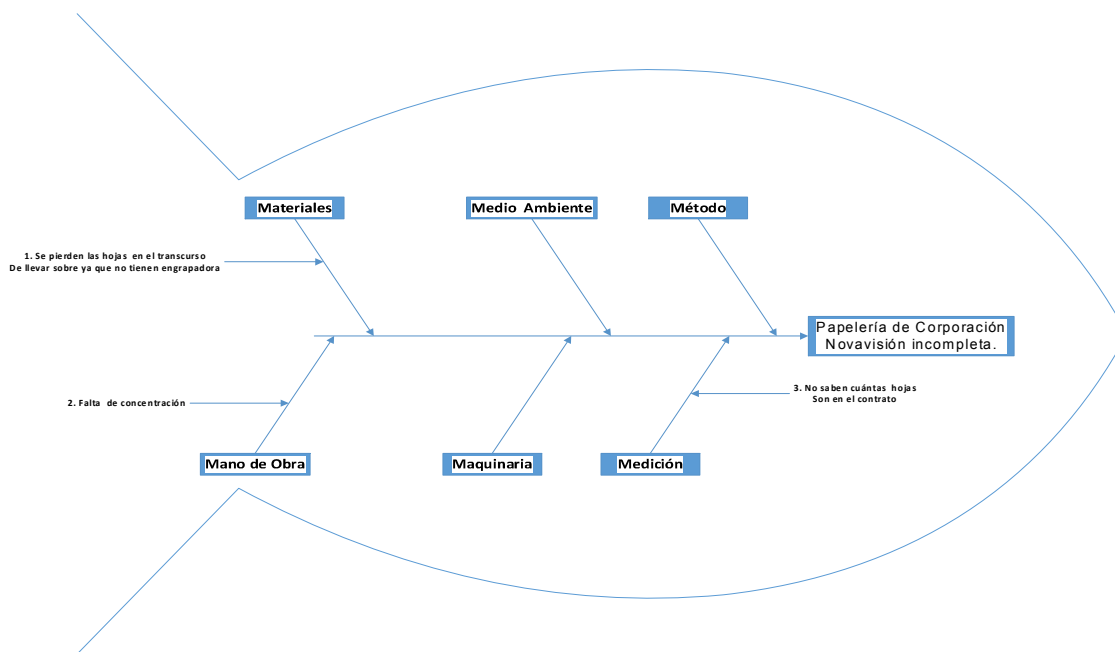 Materiales
Medio Ambiente
Método
1. Se pierden las hojas en el transcurso
De llevar sobre ya que no tienen engrapadora
Papelería de Corporación
Novavisión incompleta.
2. Falta de concentración
3. No saben cuántas hojas
Son en el contrato
Mano de Obra
Maquinaria
Medición